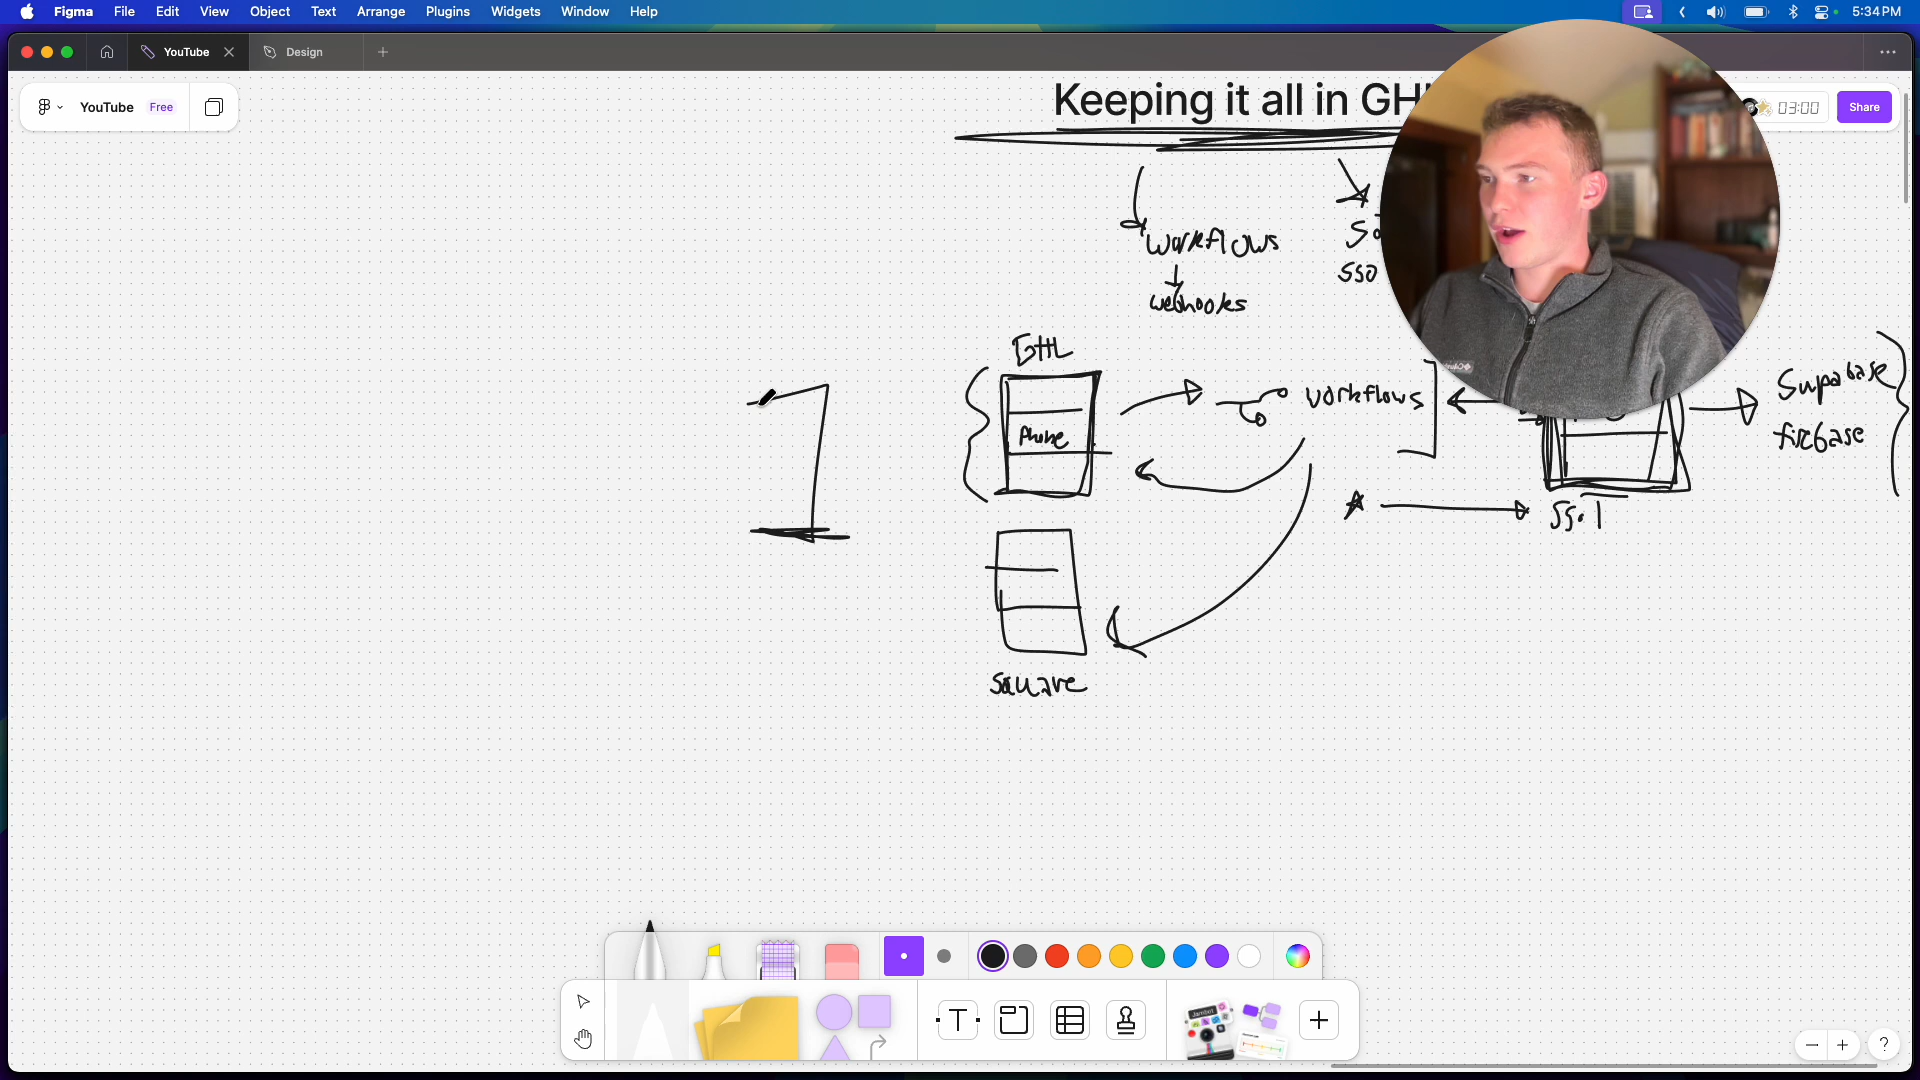 Figma File Edit View Object Text Arrange Plugins Widgets Window Help 5:34 PM
YouTube Design
YouTube Free 03:00 Share
Keeping it all in GH
workflows
SSO
webhooks
GHL
workflows
Supabase
Phone
firebase
square
Jambot
?